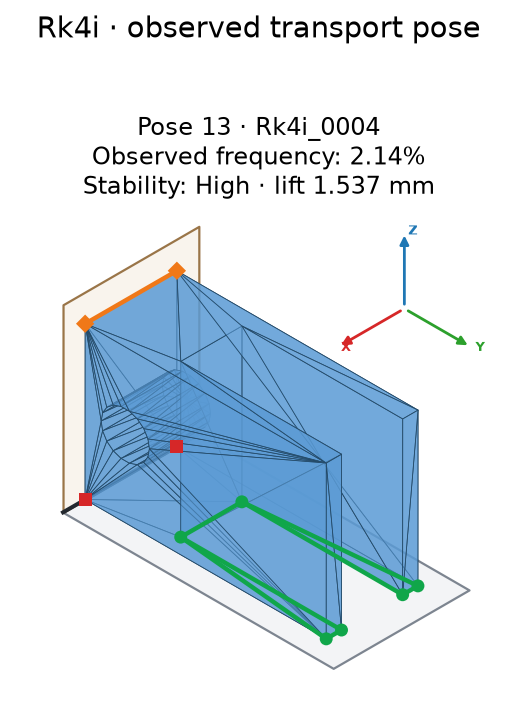 Rk4i · observed transport pose
Pose 13 · Rk4i_0004
Observed frequency: 2.14%
Stability: High · lift 1.537 mm
Z
X
Y